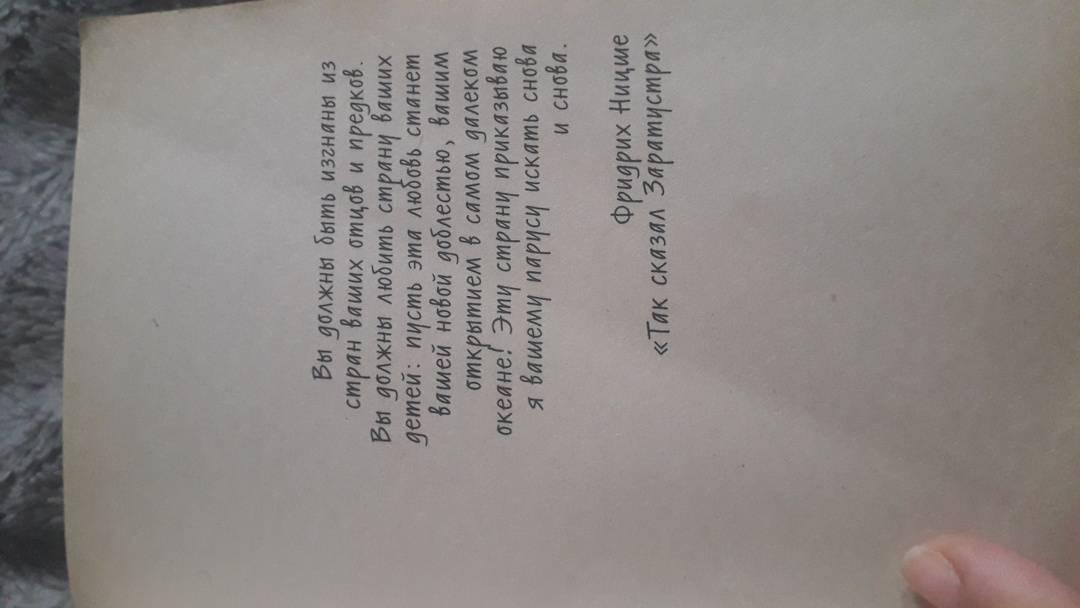 Вы должны быть изгнаны из
стран ваших отцов и предков.
Вы должны любить страну ваших
детей: пусть эта любовь станет
вашей новой доблестью, вашим
открытием в самом далеком
океане! Эту страну приказываю
я вашему парусу искать снова
и снова.
Фридрих Ницше
«Так сказал Заратустра»